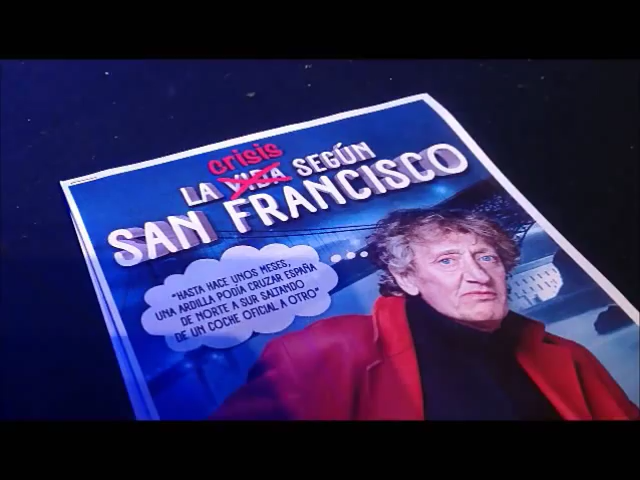 crisis
LA VIDA SEGÚN
SAN FRANCISCO
"HASTA HACE UNOS MESES,
UNA ARDILLA PODÍA CRUZAR ESPAÑA
DE NORTE A SUR SALTANDO
DE UN COCHE OFICIAL A OTRO"